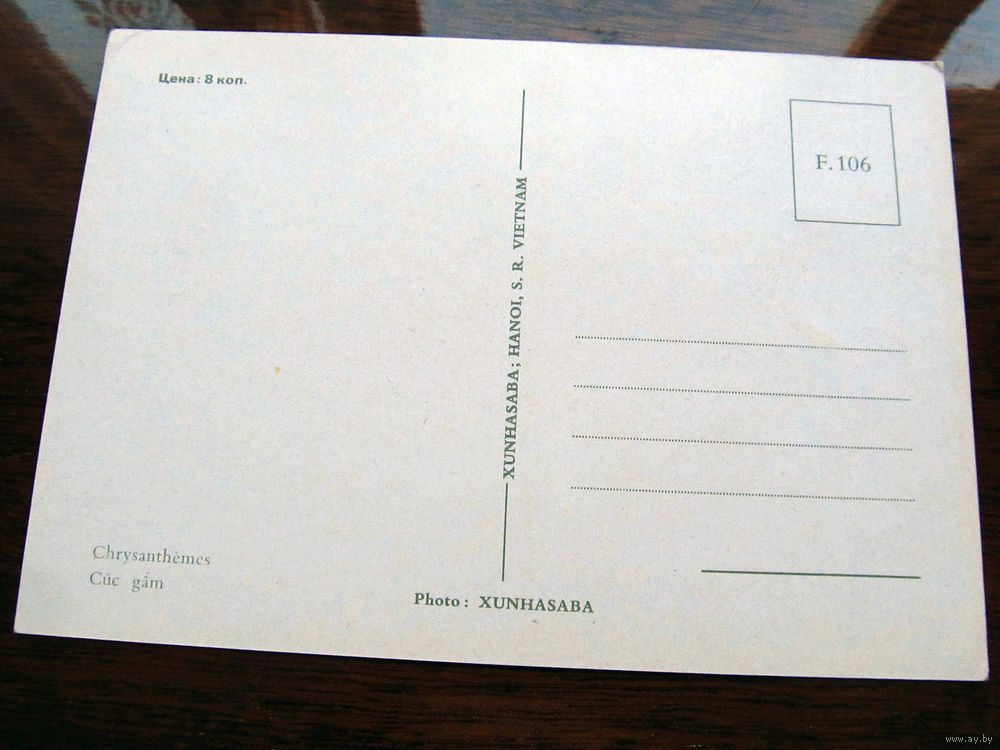 Цена: 8 коп.
F. 106
XUNHASABA; HANOI, S. R. VIETNAM
Chrysanthèmes
Cúc gấm
Photo: XUNHASABA
www.ay.by